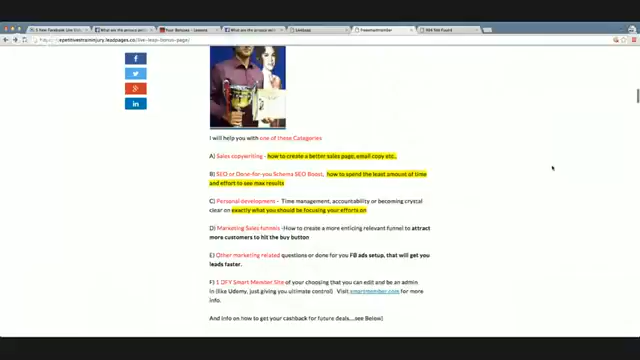 petitivestraininjury.leadpages.co/live-leap-bonus-page/
I will help you with one of these Categories
A) Sales copywriting - how to create a better sales page, email copy etc..
B) SEO or Done-for-you Schema SEO Boost, how to spend the least amount of time
and effort to see max results
C) Personal development - Time management, accountability or becoming crystal
clear on exactly what you should be focusing your efforts on
D) Marketing Sales funnels -How to create a more enticing relevant funnel to attract
more customers to hit the buy button
E) Other marketing related questions or done for you FB ads setup, that will get you
leads faster.
F) 1 DFY Smart Member Site of your choosing that you can edit and be an admin
in (like Udemy, just giving you ultimate control) Visit smartmember.com for more
info.
And info on how to get your cashback for future deals....see Below!